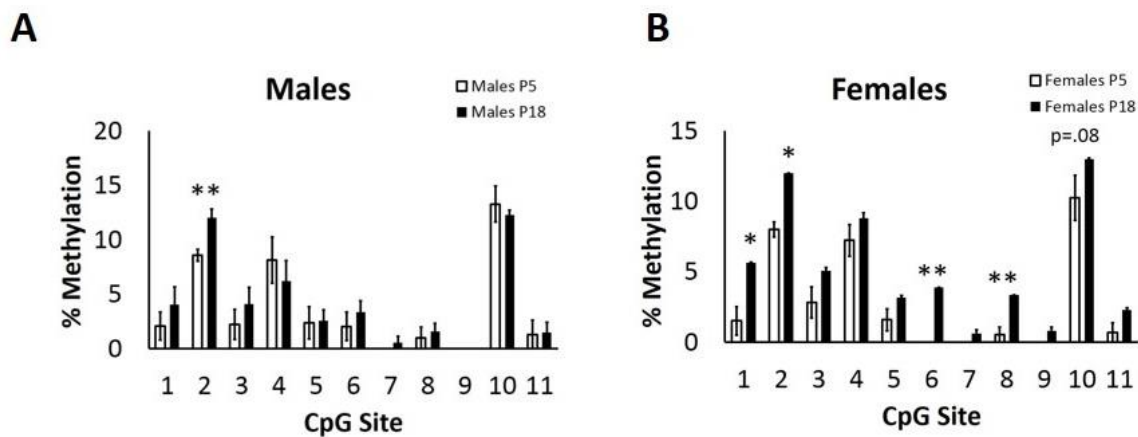 A
Males
Males P5
Males P18
20
15
10
5
0
% Methylation
**
1 2 3 4 5 6 7 8 9 10 11
CpG Site
B
Females
Females P5
Females P18
p=.08
15
10
5
0
% Methylation
*
*
**
**
1 2 3 4 5 6 7 8 9 10 11
CpG Site